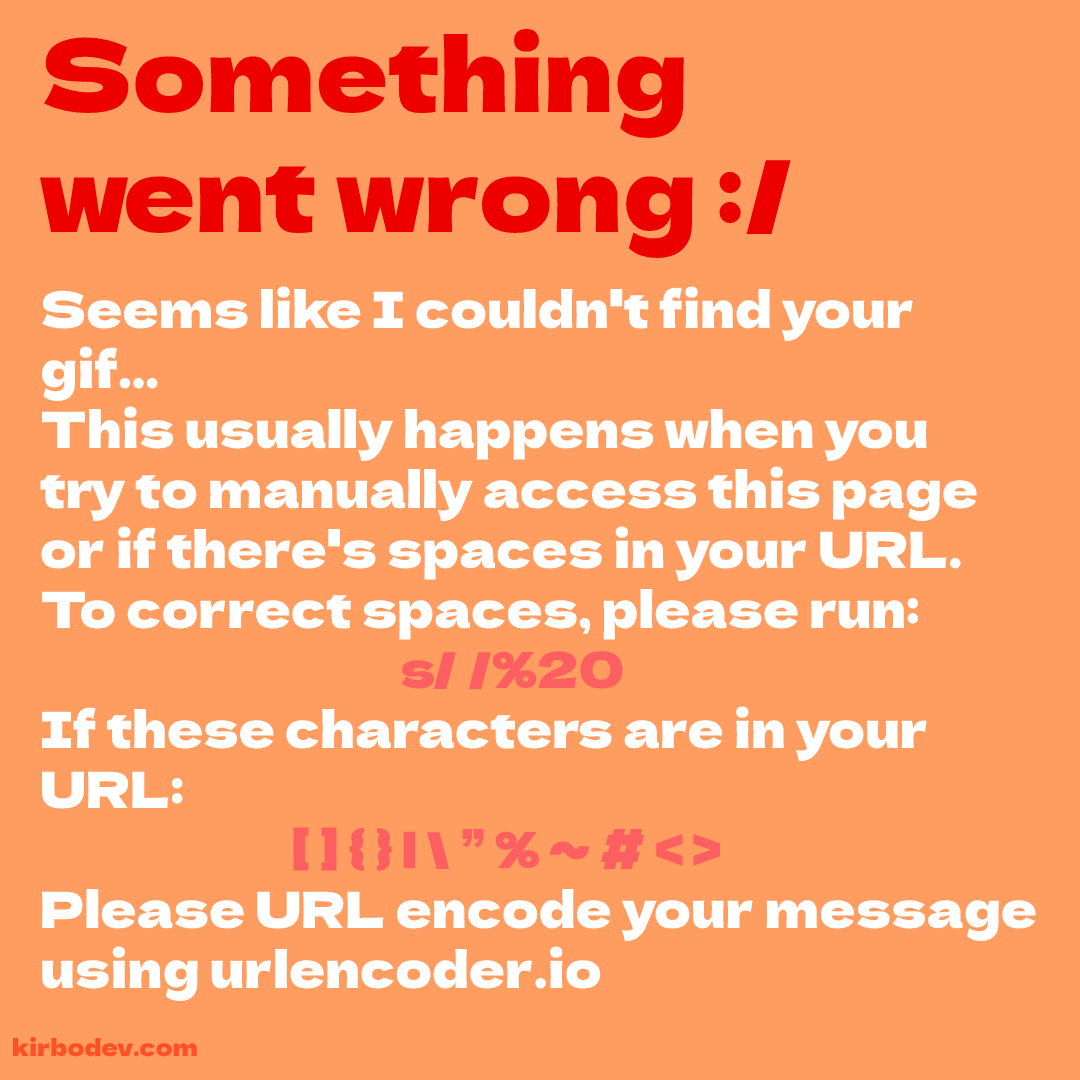 Something
went wrong :/
Seems like I couldn't find your
gif...
This usually happens when you
try to manually access this page
or if there's spaces in your URL.
To correct spaces, please run:
s/ /%20
If these characters are in your
URL:
[ ] { } | \ ” % ~ # < >
Please URL encode your message
using urlencoder.io
kirbodev.com